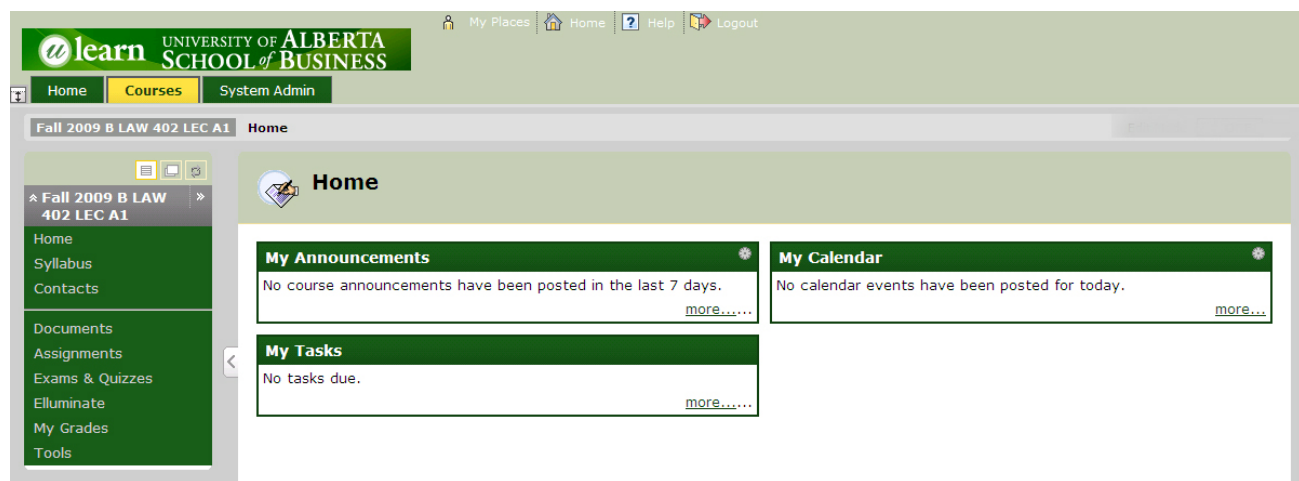 My Places Home ? Help Logout
ulearn UNIVERSITY OF ALBERTA
SCHOOL of BUSINESS
Home Courses System Admin
Fall 2009 B LAW 402 LEC A1 Home
Home
Fall 2009 B LAW »
402 LEC A1
Home
Syllabus
Contacts
Documents
Assignments
Exams & Quizzes
Elluminate
My Grades
Tools
My Announcements
No course announcements have been posted in the last 7 days.
more......
My Calendar
No calendar events have been posted for today.
more...
My Tasks
No tasks due.
more......